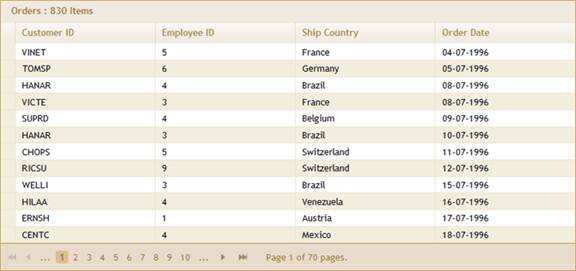 Orders : 830 Items
Customer ID Employee ID Ship Country Order Date
VINET 5 France 04-07-1996
TOMSP 6 Germany 05-07-1996
HANAR 4 Brazil 08-07-1996
VICTE 3 France 08-07-1996
SUPRD 4 Belgium 09-07-1996
HANAR 3 Brazil 10-07-1996
CHOPS 5 Switzerland 11-07-1996
RICSU 9 Switzerland 12-07-1996
WELLI 3 Brazil 15-07-1996
HILAA 4 Venezuela 16-07-1996
ERNSH 1 Austria 17-07-1996
CENTC 4 Mexico 18-07-1996
... 1 2 3 4 5 6 7 8 9 10 ... Page 1 of 70 pages.